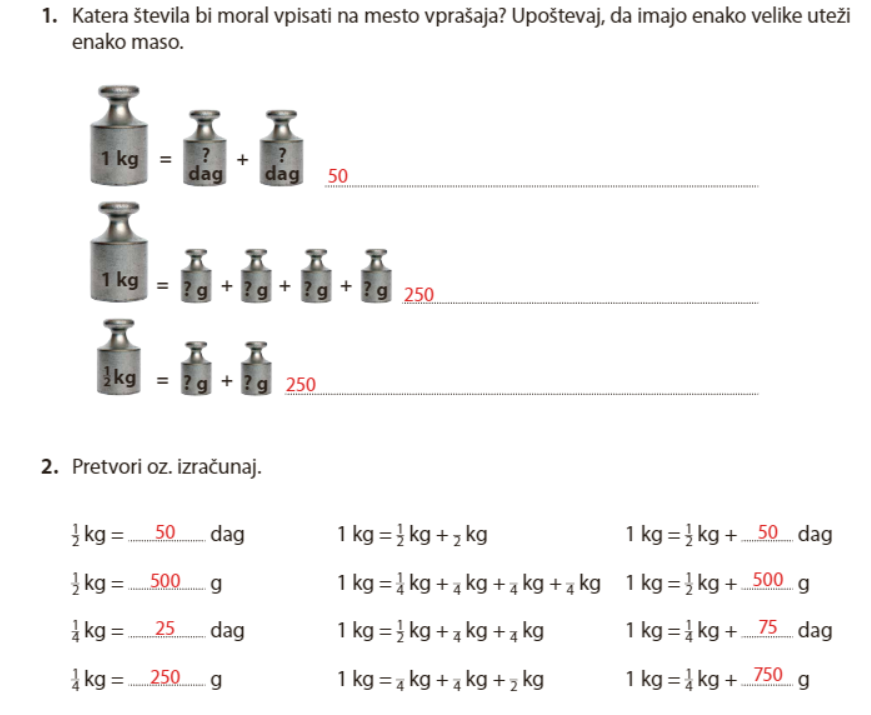 1. Katera števila bi moral vpisati na mesto vprašaja? Upoštevaj, da imajo enako velike uteži
enako maso.
1 kg = ? dag + ? dag 50
1 kg = ? g + ? g + ? g + ? g 250
½ kg = ? g + ? g 250
2. Pretvori oz. izračunaj.
½ kg = 50 dag 1 kg = ½ kg + 2 kg 1 kg = ½ kg + 50 dag
½ kg = 500 g 1 kg = ¼ kg + 4 kg + 4 kg + 4 kg 1 kg = ½ kg + 500 g
¼ kg = 25 dag 1 kg = ½ kg + 4 kg + 4 kg 1 kg = ¼ kg + 75 dag
¼ kg = 250 g 1 kg = 4 kg + 4 kg + 2 kg 1 kg = ¼ kg + 750 g